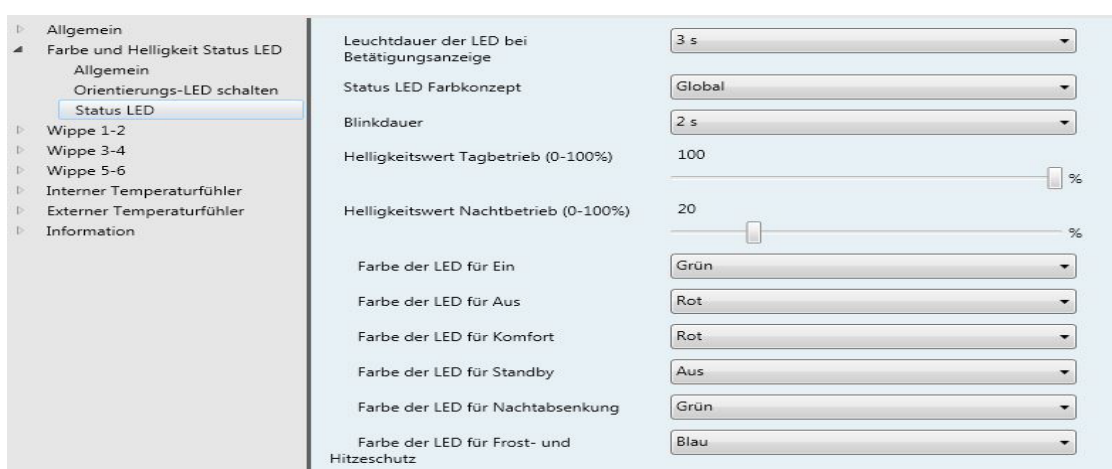 Allgemein
Farbe und Helligkeit Status LED
Allgemein
Orientierungs-LED schalten
Status LED
Wippe 1-2
Wippe 3-4
Wippe 5-6
Interner Temperaturfühler
Externer Temperaturfühler
Information
Leuchtdauer der LED bei
Betätigungsanzeige
3 s
Status LED Farbkonzept
Global
Blinkdauer
2 s
Helligkeitswert Tagbetrieb (0-100%)
100
%
Helligkeitswert Nachtbetrieb (0-100%)
20
%
Farbe der LED für Ein
Grün
Farbe der LED für Aus
Rot
Farbe der LED für Komfort
Rot
Farbe der LED für Standby
Aus
Farbe der LED für Nachtabsenkung
Grün
Farbe der LED für Frost- und
Hitzeschutz
Blau